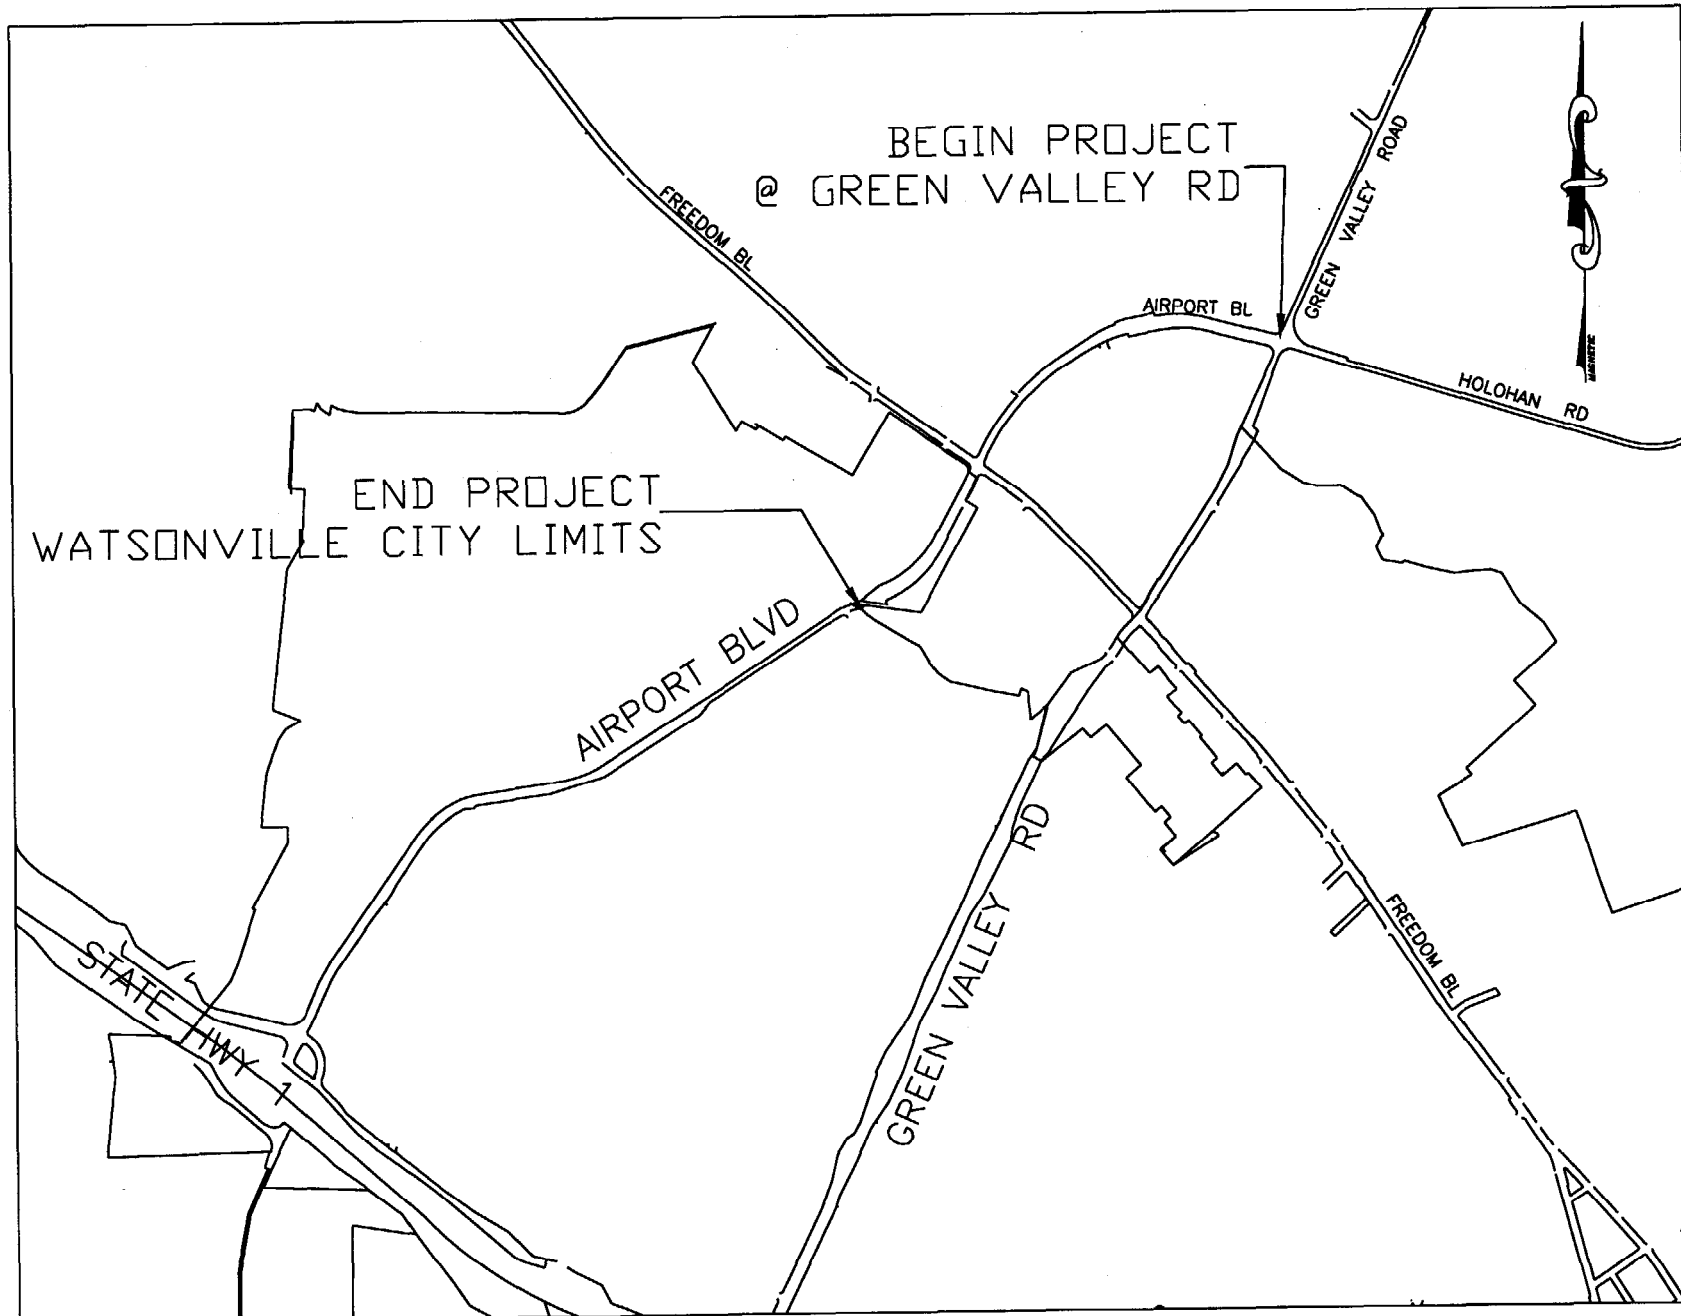 BEGIN PROJECT
@ GREEN VALLEY RD
GREEN VALLEY ROAD
FREEDOM BL
AIRPORT BL
MAGNETIC
HOLOHAN RD
END PROJECT
WATSONVILLE CITY LIMITS
AIRPORT BLVD
GREEN VALLEY RD
FREEDOM BL
STATE HWY 1